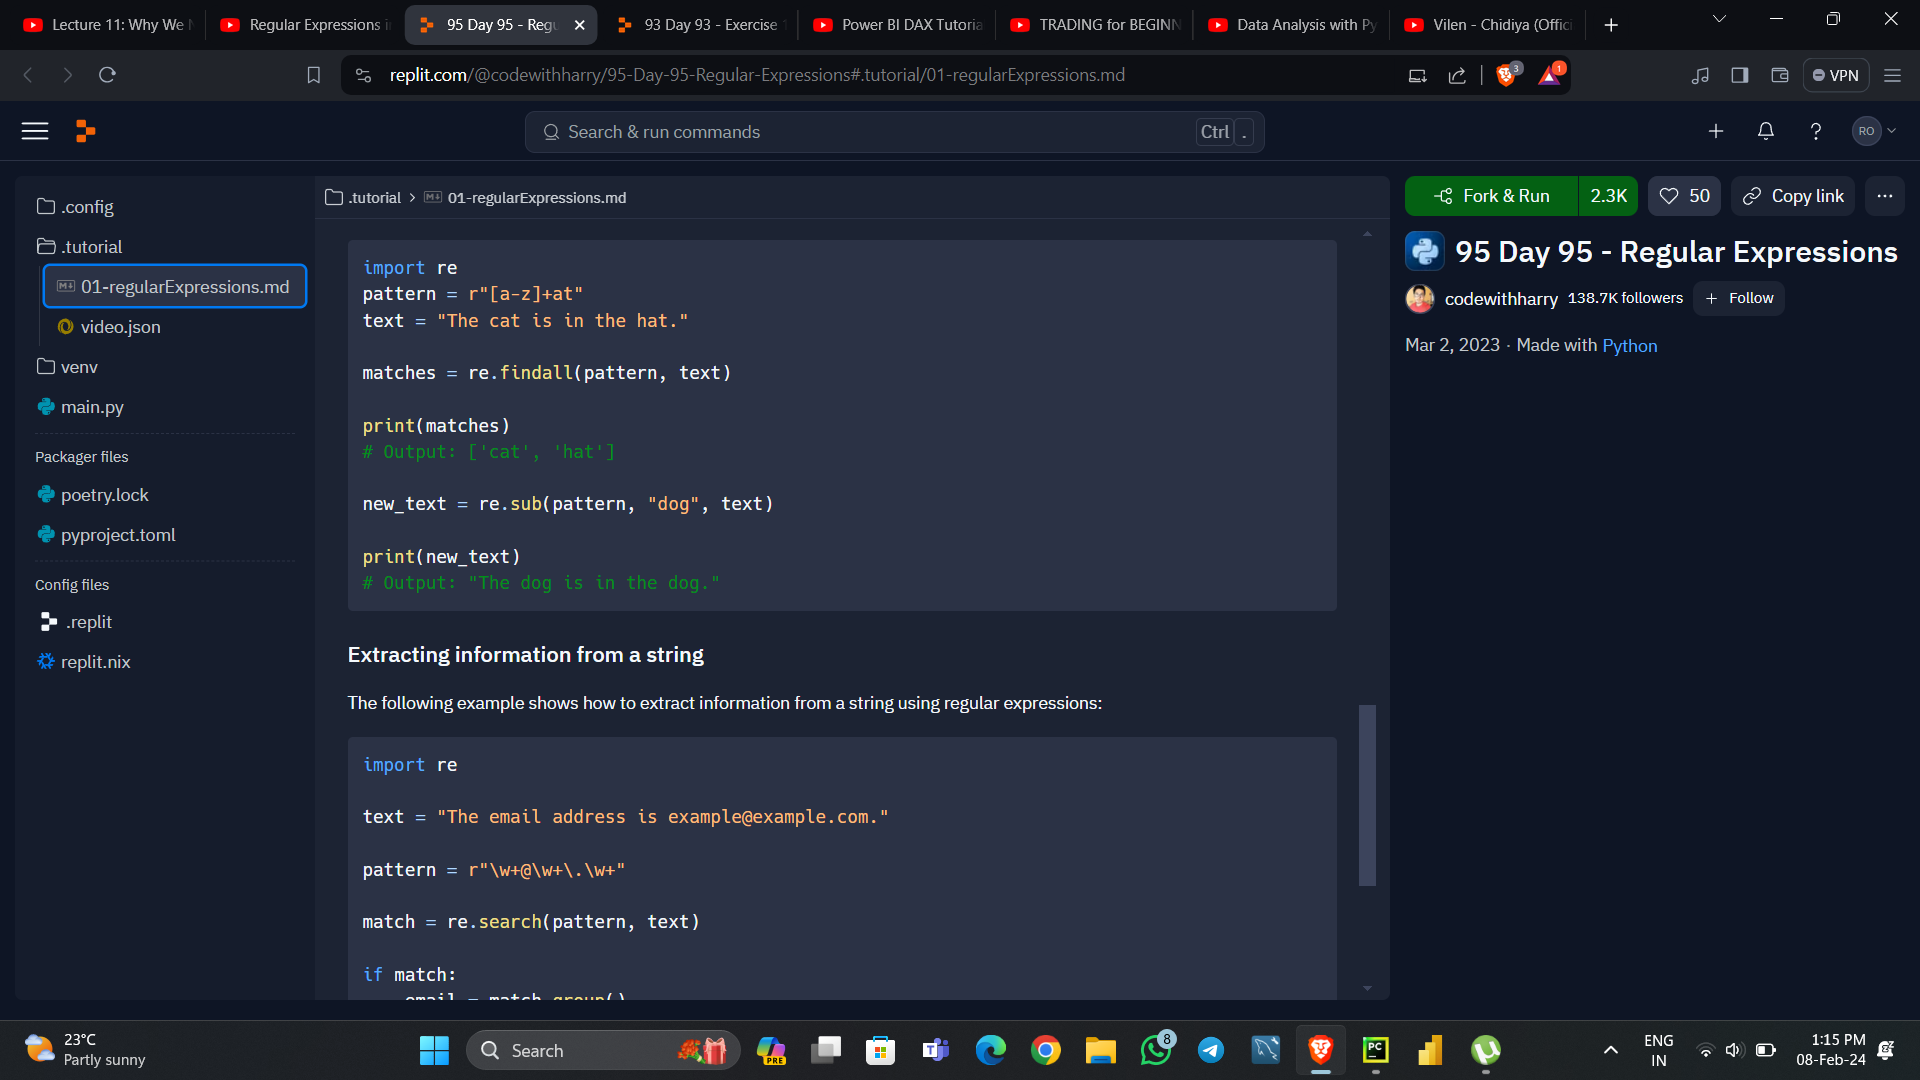 Lecture 11: Why We
Regular Expressions i
95 Day 95 - Regu
93 Day 93 - Exercise
Power BI DAX Tutoria
TRADING for BEGINN
Data Analysis with Py
Vilen - Chidiya (Offic
replit.com/@codewithharry/95-Day-95-Regular-Expressions#.tutorial/01-regularExpressions.md
3
1
VPN
Search & run commands
Ctrl .
RO
.config
.tutorial
01-regularExpressions.md
video.json
venv
main.py
Packager files
poetry.lock
pyproject.toml
Config files
.replit
replit.nix
.tutorial > 01-regularExpressions.md
import re
pattern = r"[a-z]+at"
text = "The cat is in the hat."
matches = re.findall(pattern, text)
print(matches)
# Output: ['cat', 'hat']
new_text = re.sub(pattern, "dog", text)
print(new_text)
# Output: "The dog is in the dog."
Extracting information from a string
The following example shows how to extract information from a string using regular expressions:
import re
text = "The email address is example@example.com."
pattern = r"\w+@\w+\.\w+"
match = re.search(pattern, text)
if match:
email = match.group()
Fork & Run
2.3K
50
Copy link
95 Day 95 - Regular Expressions
codewithharry
138.7K followers
+ Follow
Mar 2, 2023 · Made with Python
23°C
Partly sunny
Search
PRE
8
PC
ENG
IN
1:15 PM
08-Feb-24